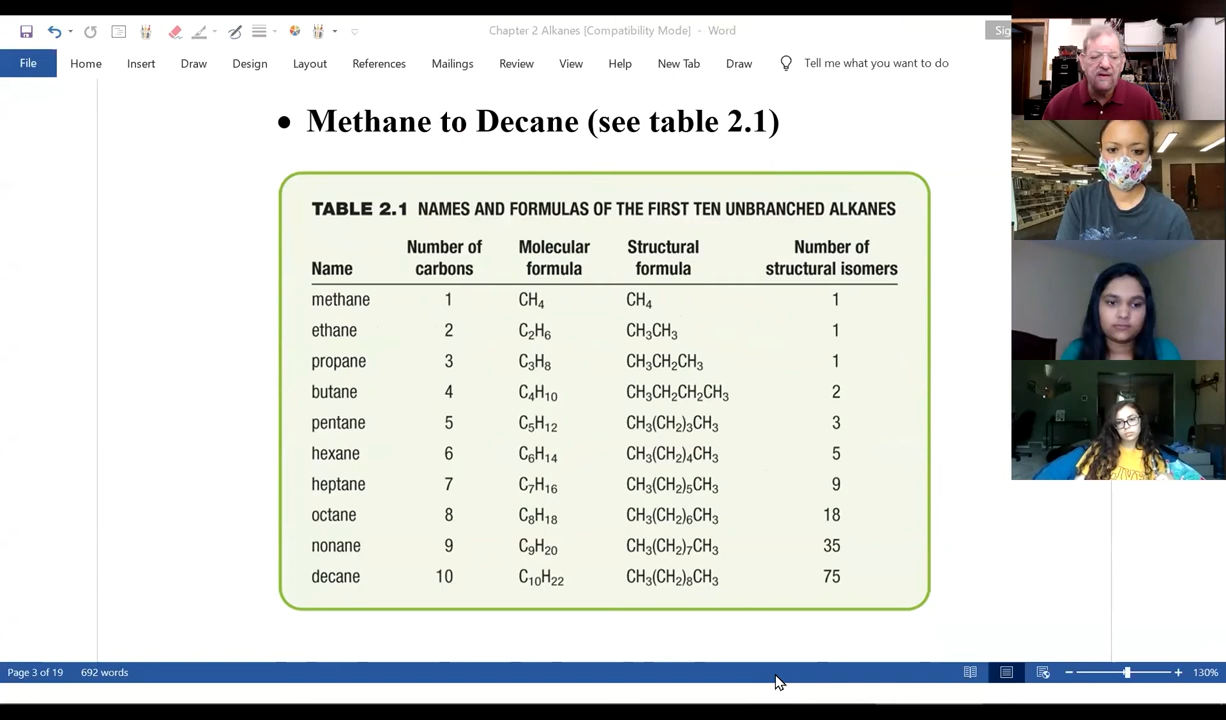 Chapter 2 Alkanes [Compatibility Mode] - Word
File Home Insert Draw Design Layout References Mailings Review View Help New Tab Draw Tell me what you want to do
• Methane to Decane (see table 2.1)
TABLE 2.1 NAMES AND FORMULAS OF THE FIRST TEN UNBRANCHED ALKANES
Number of Molecular Structural Number of
Name carbons formula formula structural isomers
methane 1 CH₄ CH₄ 1
ethane 2 C₂H₆ CH₃CH₃ 1
propane 3 C₃H₈ CH₃CH₂CH₃ 1
butane 4 C₄H₁₀ CH₃CH₂CH₂CH₃ 2
pentane 5 C₅H₁₂ CH₃(CH₂)₃CH₃ 3
hexane 6 C₆H₁₄ CH₃(CH₂)₄CH₃ 5
heptane 7 C₇H₁₆ CH₃(CH₂)₅CH₃ 9
octane 8 C₈H₁₈ CH₃(CH₂)₆CH₃ 18
nonane 9 C₉H₂₀ CH₃(CH₂)₇CH₃ 35
decane 10 C₁₀H₂₂ CH₃(CH₂)₈CH₃ 75
Page 3 of 19 692 words 130%